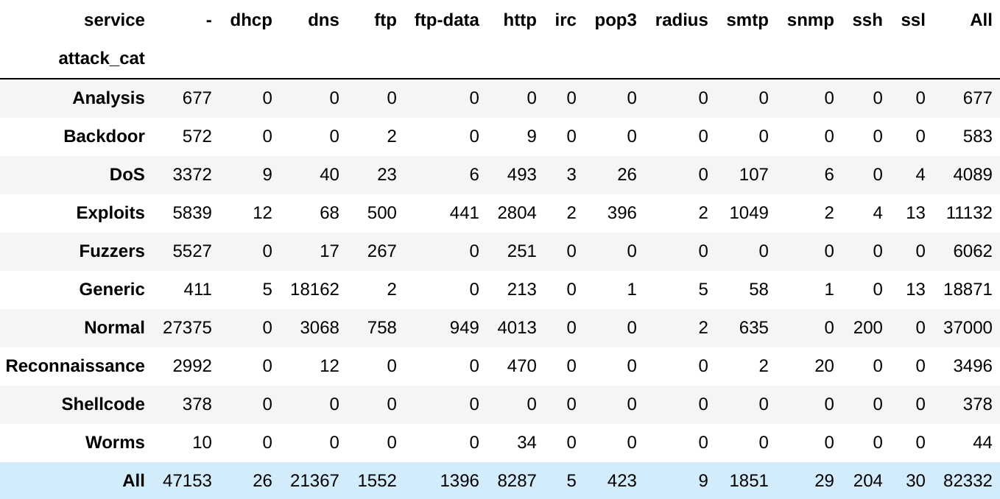 service - dhcp dns ftp ftp-data http irc pop3 radius smtp snmp ssh ssl All
attack_cat
Analysis 677 0 0 0 0 0 0 0 0 0 0 0 0 677
Backdoor 572 0 0 2 0 9 0 0 0 0 0 0 0 583
DoS 3372 9 40 23 6 493 3 26 0 107 6 0 4 4089
Exploits 5839 12 68 500 441 2804 2 396 2 1049 2 4 13 11132
Fuzzers 5527 0 17 267 0 251 0 0 0 0 0 0 0 6062
Generic 411 5 18162 2 0 213 0 1 5 58 1 0 13 18871
Normal 27375 0 3068 758 949 4013 0 0 2 635 0 200 0 37000
Reconnaissance 2992 0 12 0 0 470 0 0 0 2 20 0 0 3496
Shellcode 378 0 0 0 0 0 0 0 0 0 0 0 0 378
Worms 10 0 0 0 0 34 0 0 0 0 0 0 0 44
All 47153 26 21367 1552 1396 8287 5 423 9 1851 29 204 30 82332